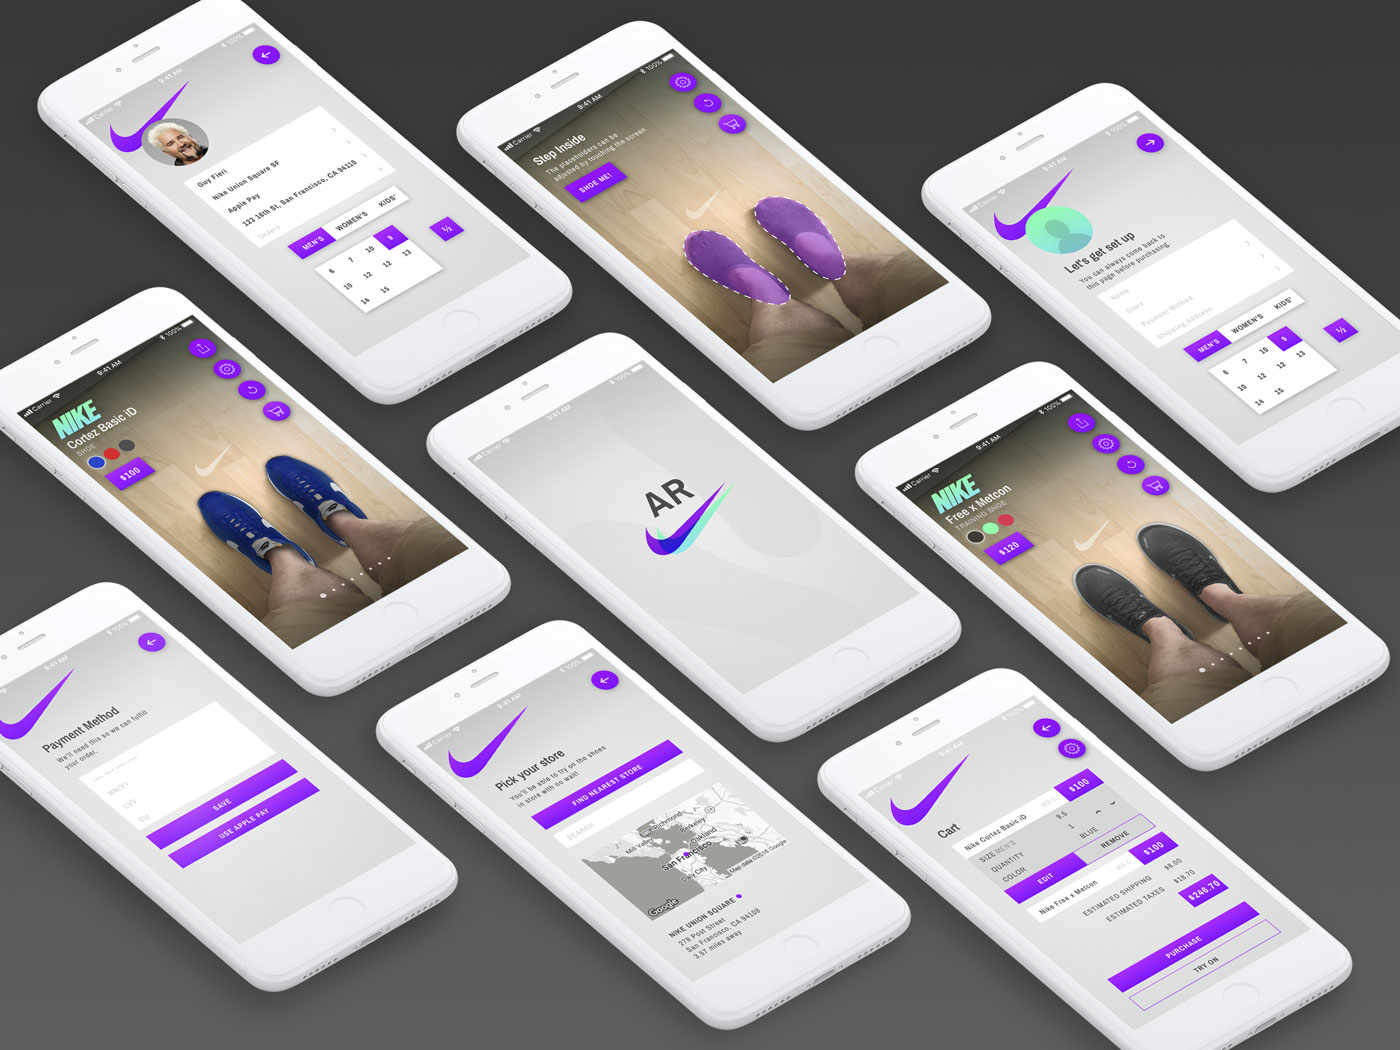 Carrier
9:41 AM
100%
Guy Fieri
Nike Union Square SF
Apple Pay
123 16th St, San Francisco, CA 94110
Orders
MEN'S
WOMEN'S
KIDS'
6 7 10 9
10 12 12 13
14 15
½
Carrier
9:41 AM
100%
Step Inside
The placeholders can be
adjusted by touching the screen
SHOE ME!
Carrier
9:41 AM
100%
Let's get set up
You can always come back to
this page before purchasing.
Name
Store
Payment Method
Shipping Address
MEN'S
WOMEN'S
KIDS'
6 7 10 9
10 12 12 13
14 15
½
Carrier
9:41 AM
100%
NIKE
Cortez Basic iD
SHOE
$100
Carrier
9:41 AM
100%
AR
Carrier
9:41 AM
100%
NIKE
Free x Metcon
TRAINING SHOE
$120
9:41 AM
100%
Payment Method
We'll need this so we can fulfill
your order.
MM/YY
CVV
Zip
SAVE
USE APPLE PAY
Carrier
9:41 AM
100%
Pick your store
You'll be able to try on the shoes
in store with no wait!
FIND NEAREST STORE
SEARCH
Richmond
Mill Valley
Berkeley
Oakland
San Francisco
Daly City
Google
Map data ©2016 Google
NIKE UNION SQUARE
278 Post Street
San Francisco, CA 94108
3.57 miles away
Carrier
9:41 AM
100%
Cart
Nike Cortez Basic iD
M9.5
$100
SIZE MEN'S
9.5
QUANTITY
1
COLOR
BLUE
EDIT
REMOVE
Nike Free x Metcon
M9.5
$100
ESTIMATED SHIPPING
$8.00
ESTIMATED TAXES
$18.70
$246.70
PURCHASE
TRY ON